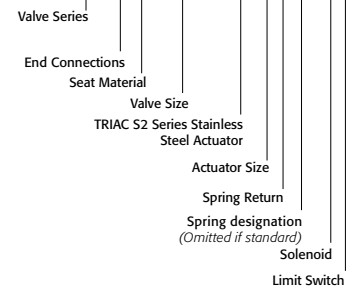 Valve Series
End Connections
Seat Material
Valve Size
TRIAC S2 Series Stainless
Steel Actuator
Actuator Size
Spring Return
Spring designation
(Omitted if standard)
Solenoid
Limit Switch